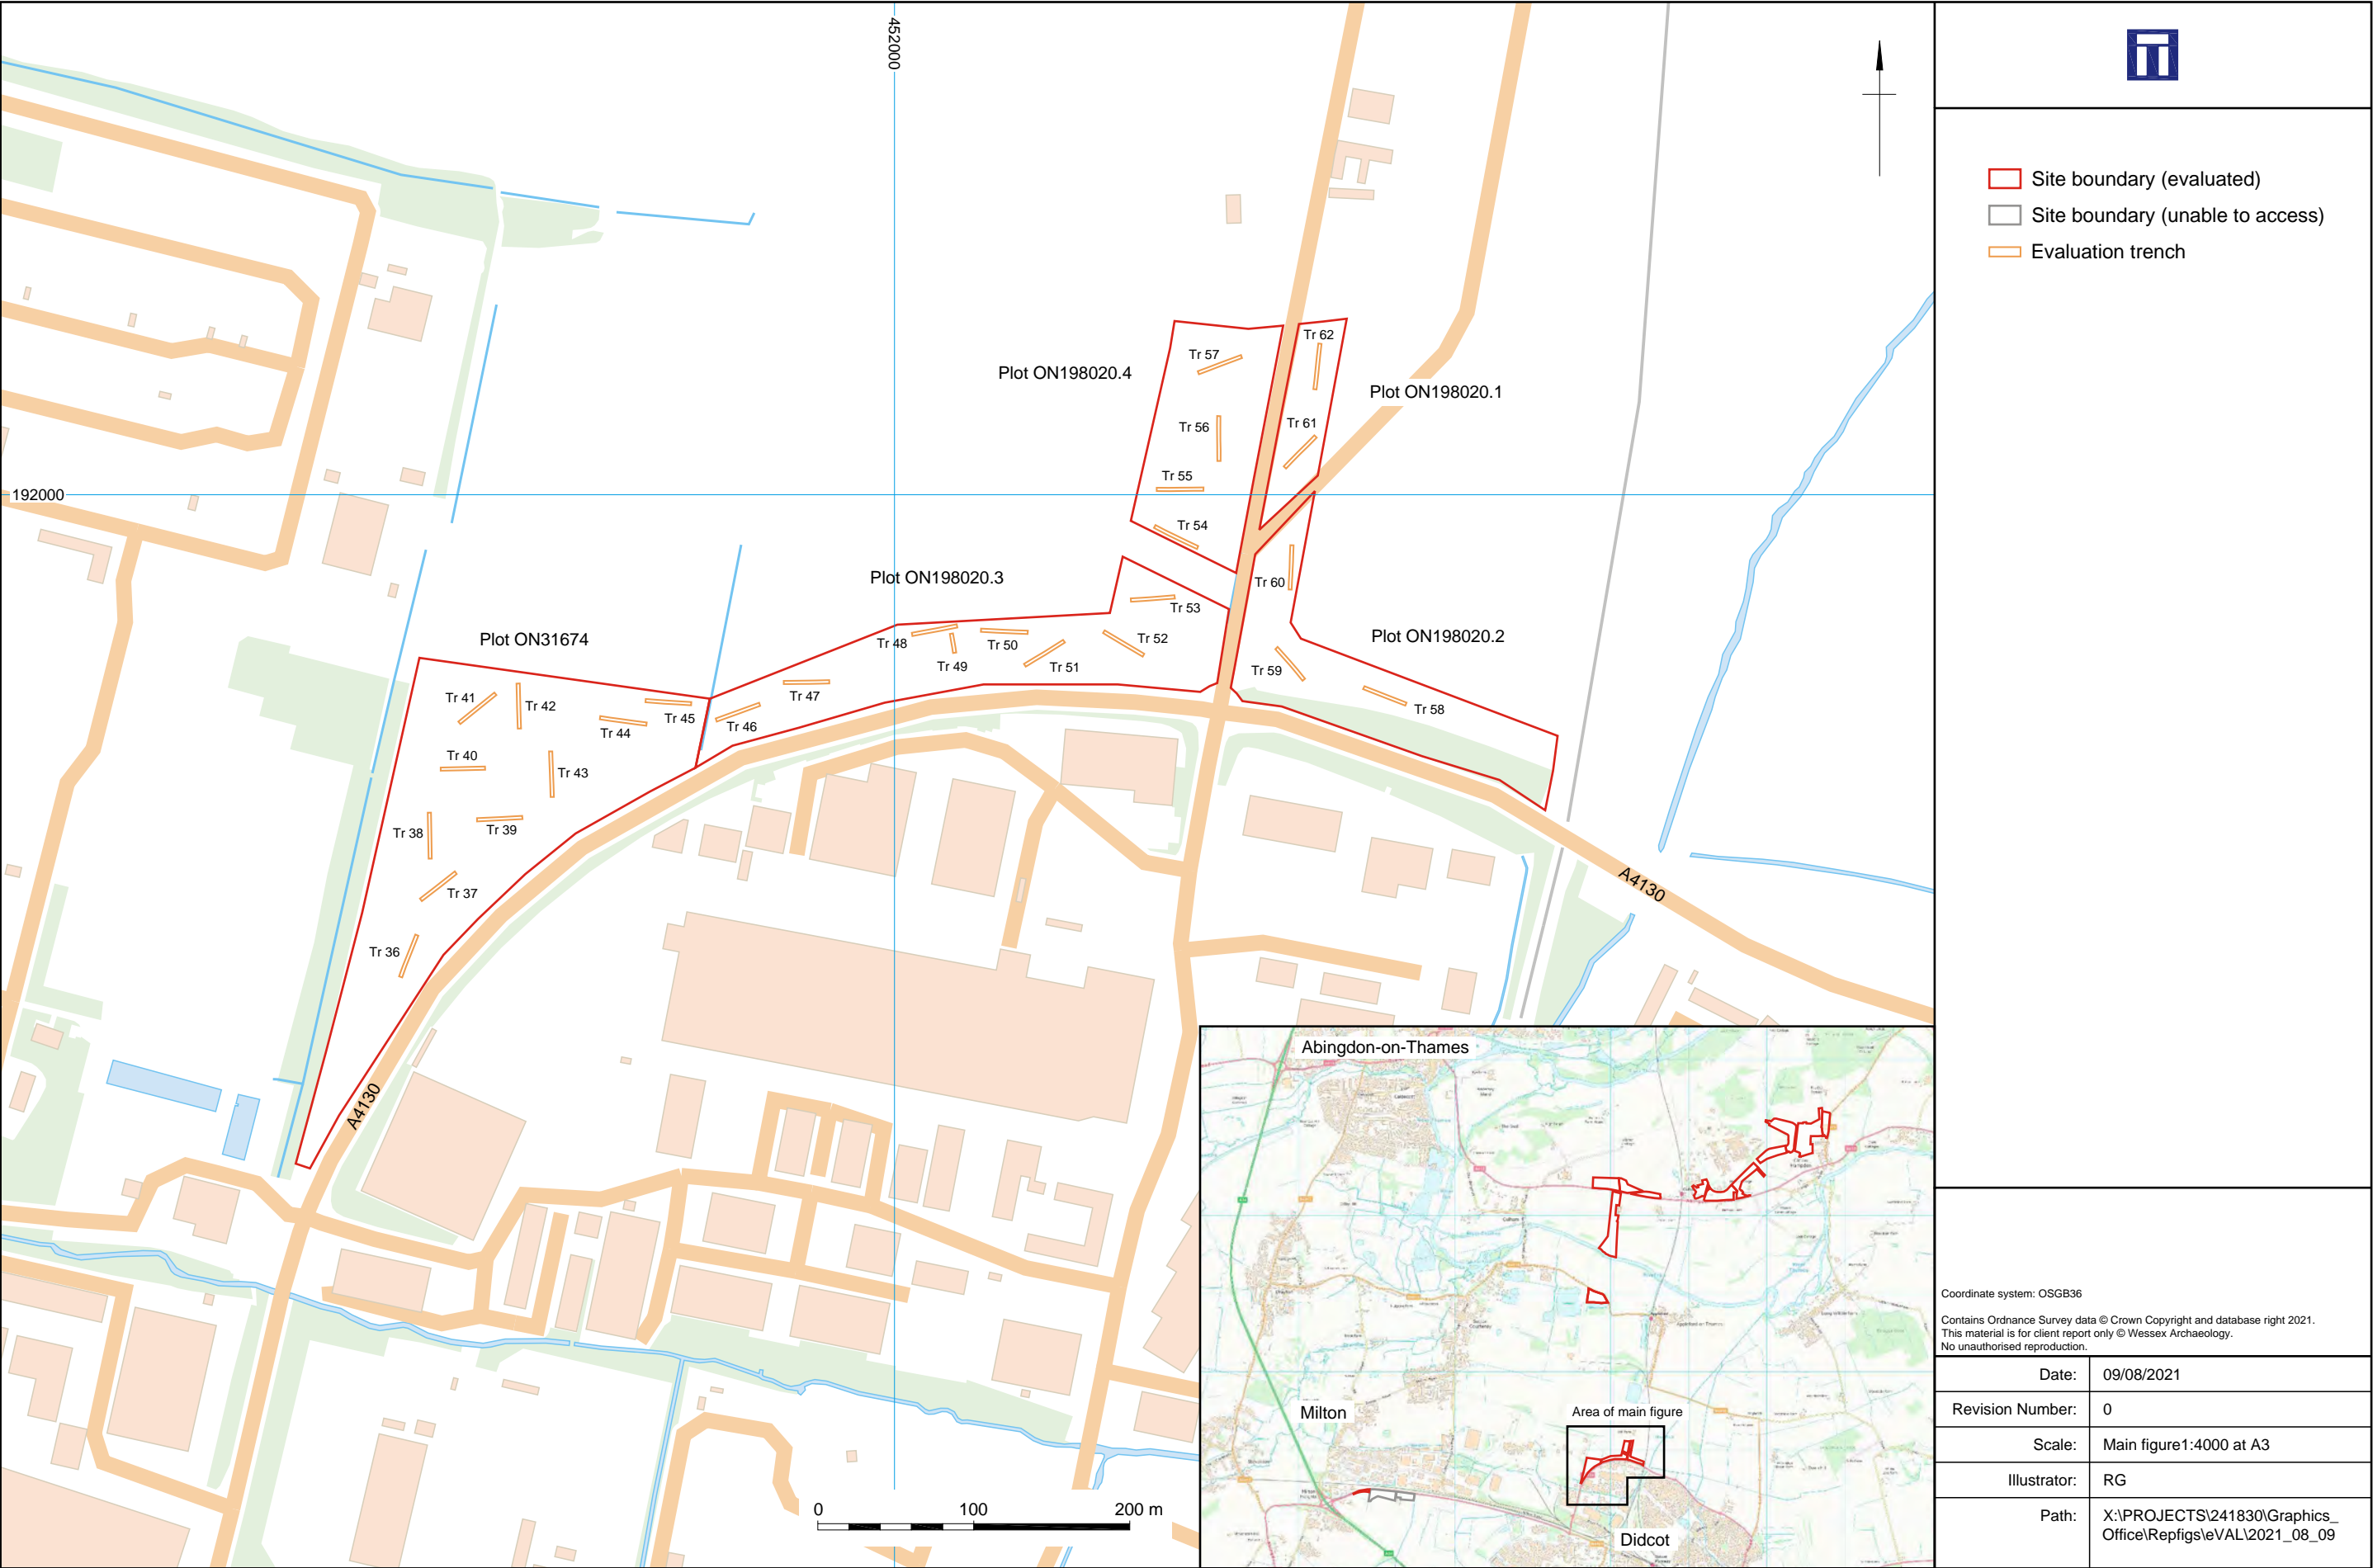 452000
192000
Tr 62
Tr 57
Plot ON198020.4
Plot ON198020.1
Tr 56
Tr 61
Tr 55
Tr 54
Plot ON198020.3
Tr 60
Tr 53
Plot ON31674
Plot ON198020.2
Tr 48
Tr 50
Tr 52
Tr 49
Tr 51
Tr 59
Tr 47
Tr 41
Tr 42
Tr 45
Tr 46
Tr 44
Tr 58
Tr 40
Tr 43
Tr 39
Tr 38
Tr 37
Tr 36
A4130
A4130
0 100 200 m
Abingdon-on-Thames
Milton
Area of main figure
Didcot
Site boundary (evaluated)
Site boundary (unable to access)
Evaluation trench
Coordinate system: OSGB36
Contains Ordnance Survey data © Crown Copyright and database right 2021.
This material is for client report only © Wessex Archaeology.
No unauthorised reproduction.
Date: 09/08/2021
Revision Number: 0
Scale: Main figure1:4000 at A3
Illustrator: RG
Path: X:\PROJECTS\241830\Graphics_
Office\Repfigs\eVAL\2021_08_09